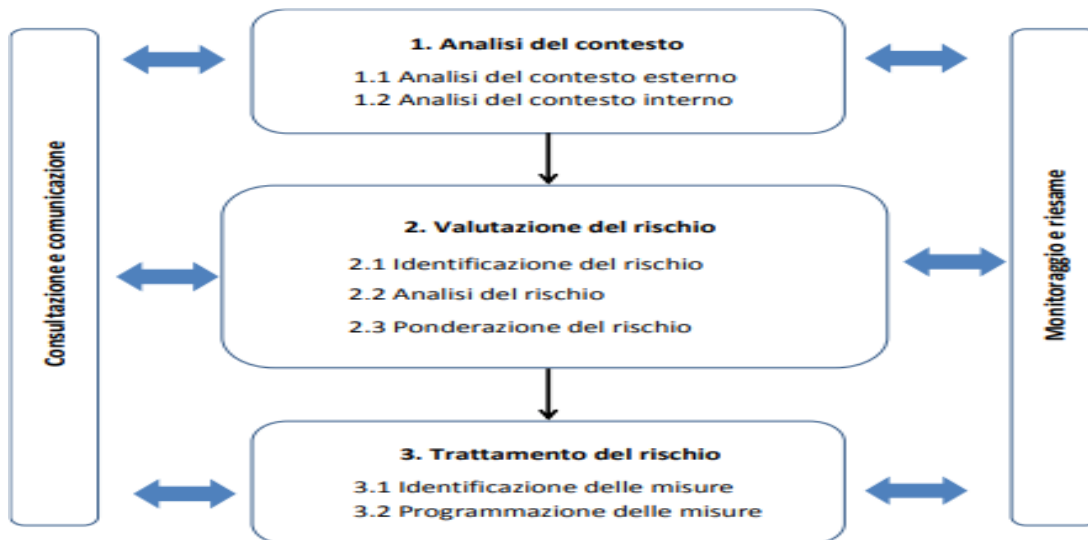 Consultazione e comunicazione
1. Analisi del contesto
1.1 Analisi del contesto esterno
1.2 Analisi del contesto interno
2. Valutazione del rischio
2.1 Identificazione del rischio
2.2 Analisi del rischio
2.3 Ponderazione del rischio
3. Trattamento del rischio
3.1 Identificazione delle misure
3.2 Programmazione delle misure
Monitoraggio e riesame